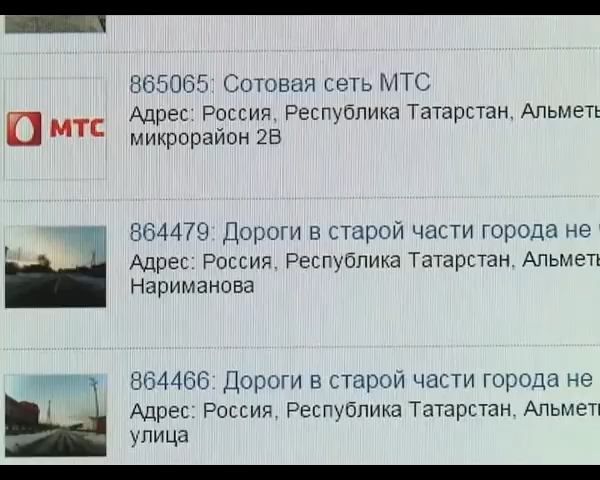 865065: Сотовая сеть МТС
Адрес: Россия, Республика Татарстан, Альметь
микрорайон 2В
МТС
864479: Дороги в старой части города не
Адрес: Россия, Республика Татарстан, Альметь
Нариманова
864466: Дороги в старой части города не
Адрес: Россия, Республика Татарстан, Альмет
улица